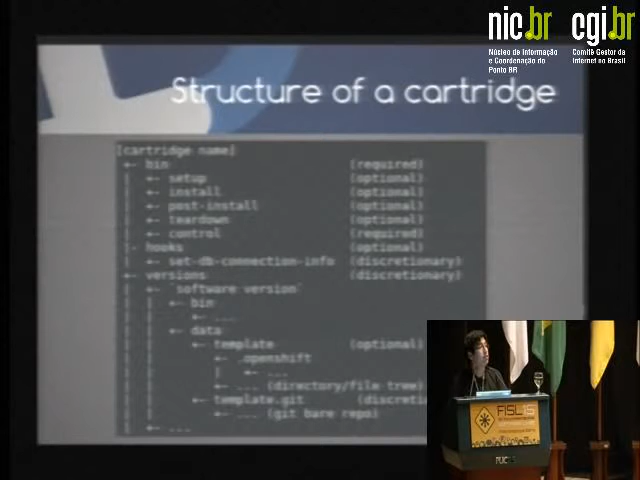 nic.br cgi.br
Núcleo de Informação
e Coordenação do
Ponto BR
Comitê Gestor da
Internet no Brasil
Structure of a cartridge
[cartridge name]
+- bin (required)
| +- setup (optional)
| +- install (optional)
| +- post-install (optional)
| +- teardown (optional)
| +- control (required)
|- hooks (optional)
| +- set-db-connection-info (discretionary)
+- versions (discretionary)
| +- `software version`
| | +- bin
| | +- ...
| | +- data
| | +- template (optional)
| | | +- .openshift
| | | | +- ...
| | | +- ... (directory/file tree)
| | +- template.git (discreti
| | +- ... (git bare repo)
| +- ...
FISL15
PUCRS